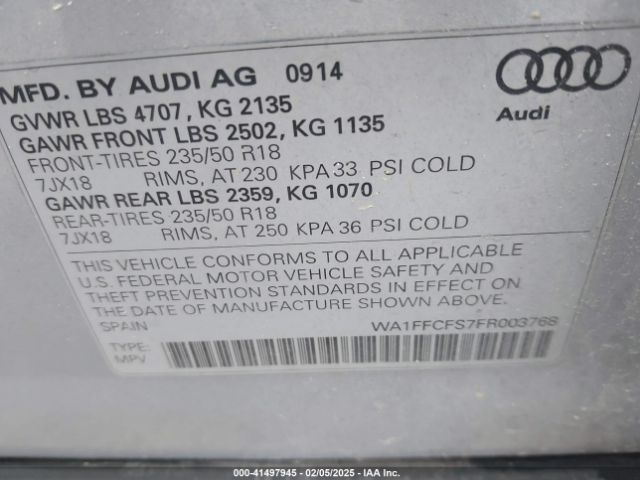 MFD. BY AUDI AG 0914
GVWR LBS 4707, KG 2135
GAWR FRONT LBS 2502, KG 1135
FRONT-TIRES 235/50 R18
7JX18 RIMS, AT 230 KPA 33 PSI COLD
GAWR REAR LBS 2359, KG 1070
REAR-TIRES 235/50 R18
7JX18 RIMS, AT 250 KPA 36 PSI COLD
Audi
THIS VEHICLE CONFORMS TO ALL APPLICABLE
U.S. FEDERAL MOTOR VEHICLE SAFETY AND
THEFT PREVENTION STANDARDS IN EFFECT ON
THE DATE OF MANUFACTURE SHOWN ABOVE.
SPAIN WA1FFCFS7FR003768
TYPE:
MPV
000-41497945 - 02/05/2025 - IAA Inc.